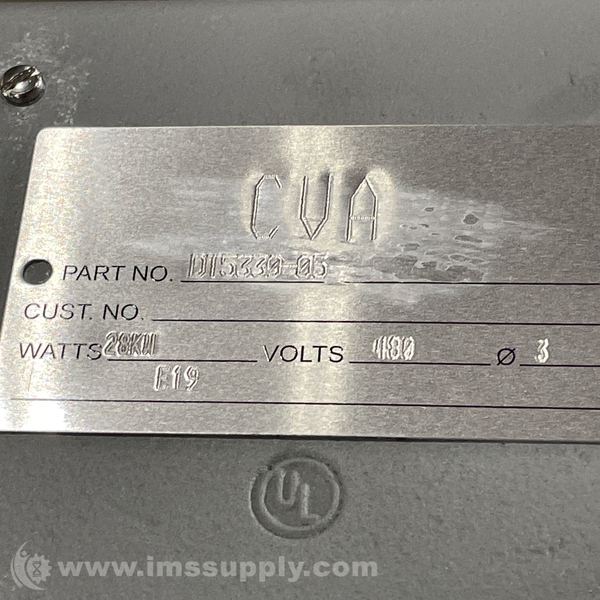 CVA
PART NO. D15330-05
CUST. NO.
WATTS 28KW VOLTS 480 Ø 3
E19
UL
www.imssupply.com